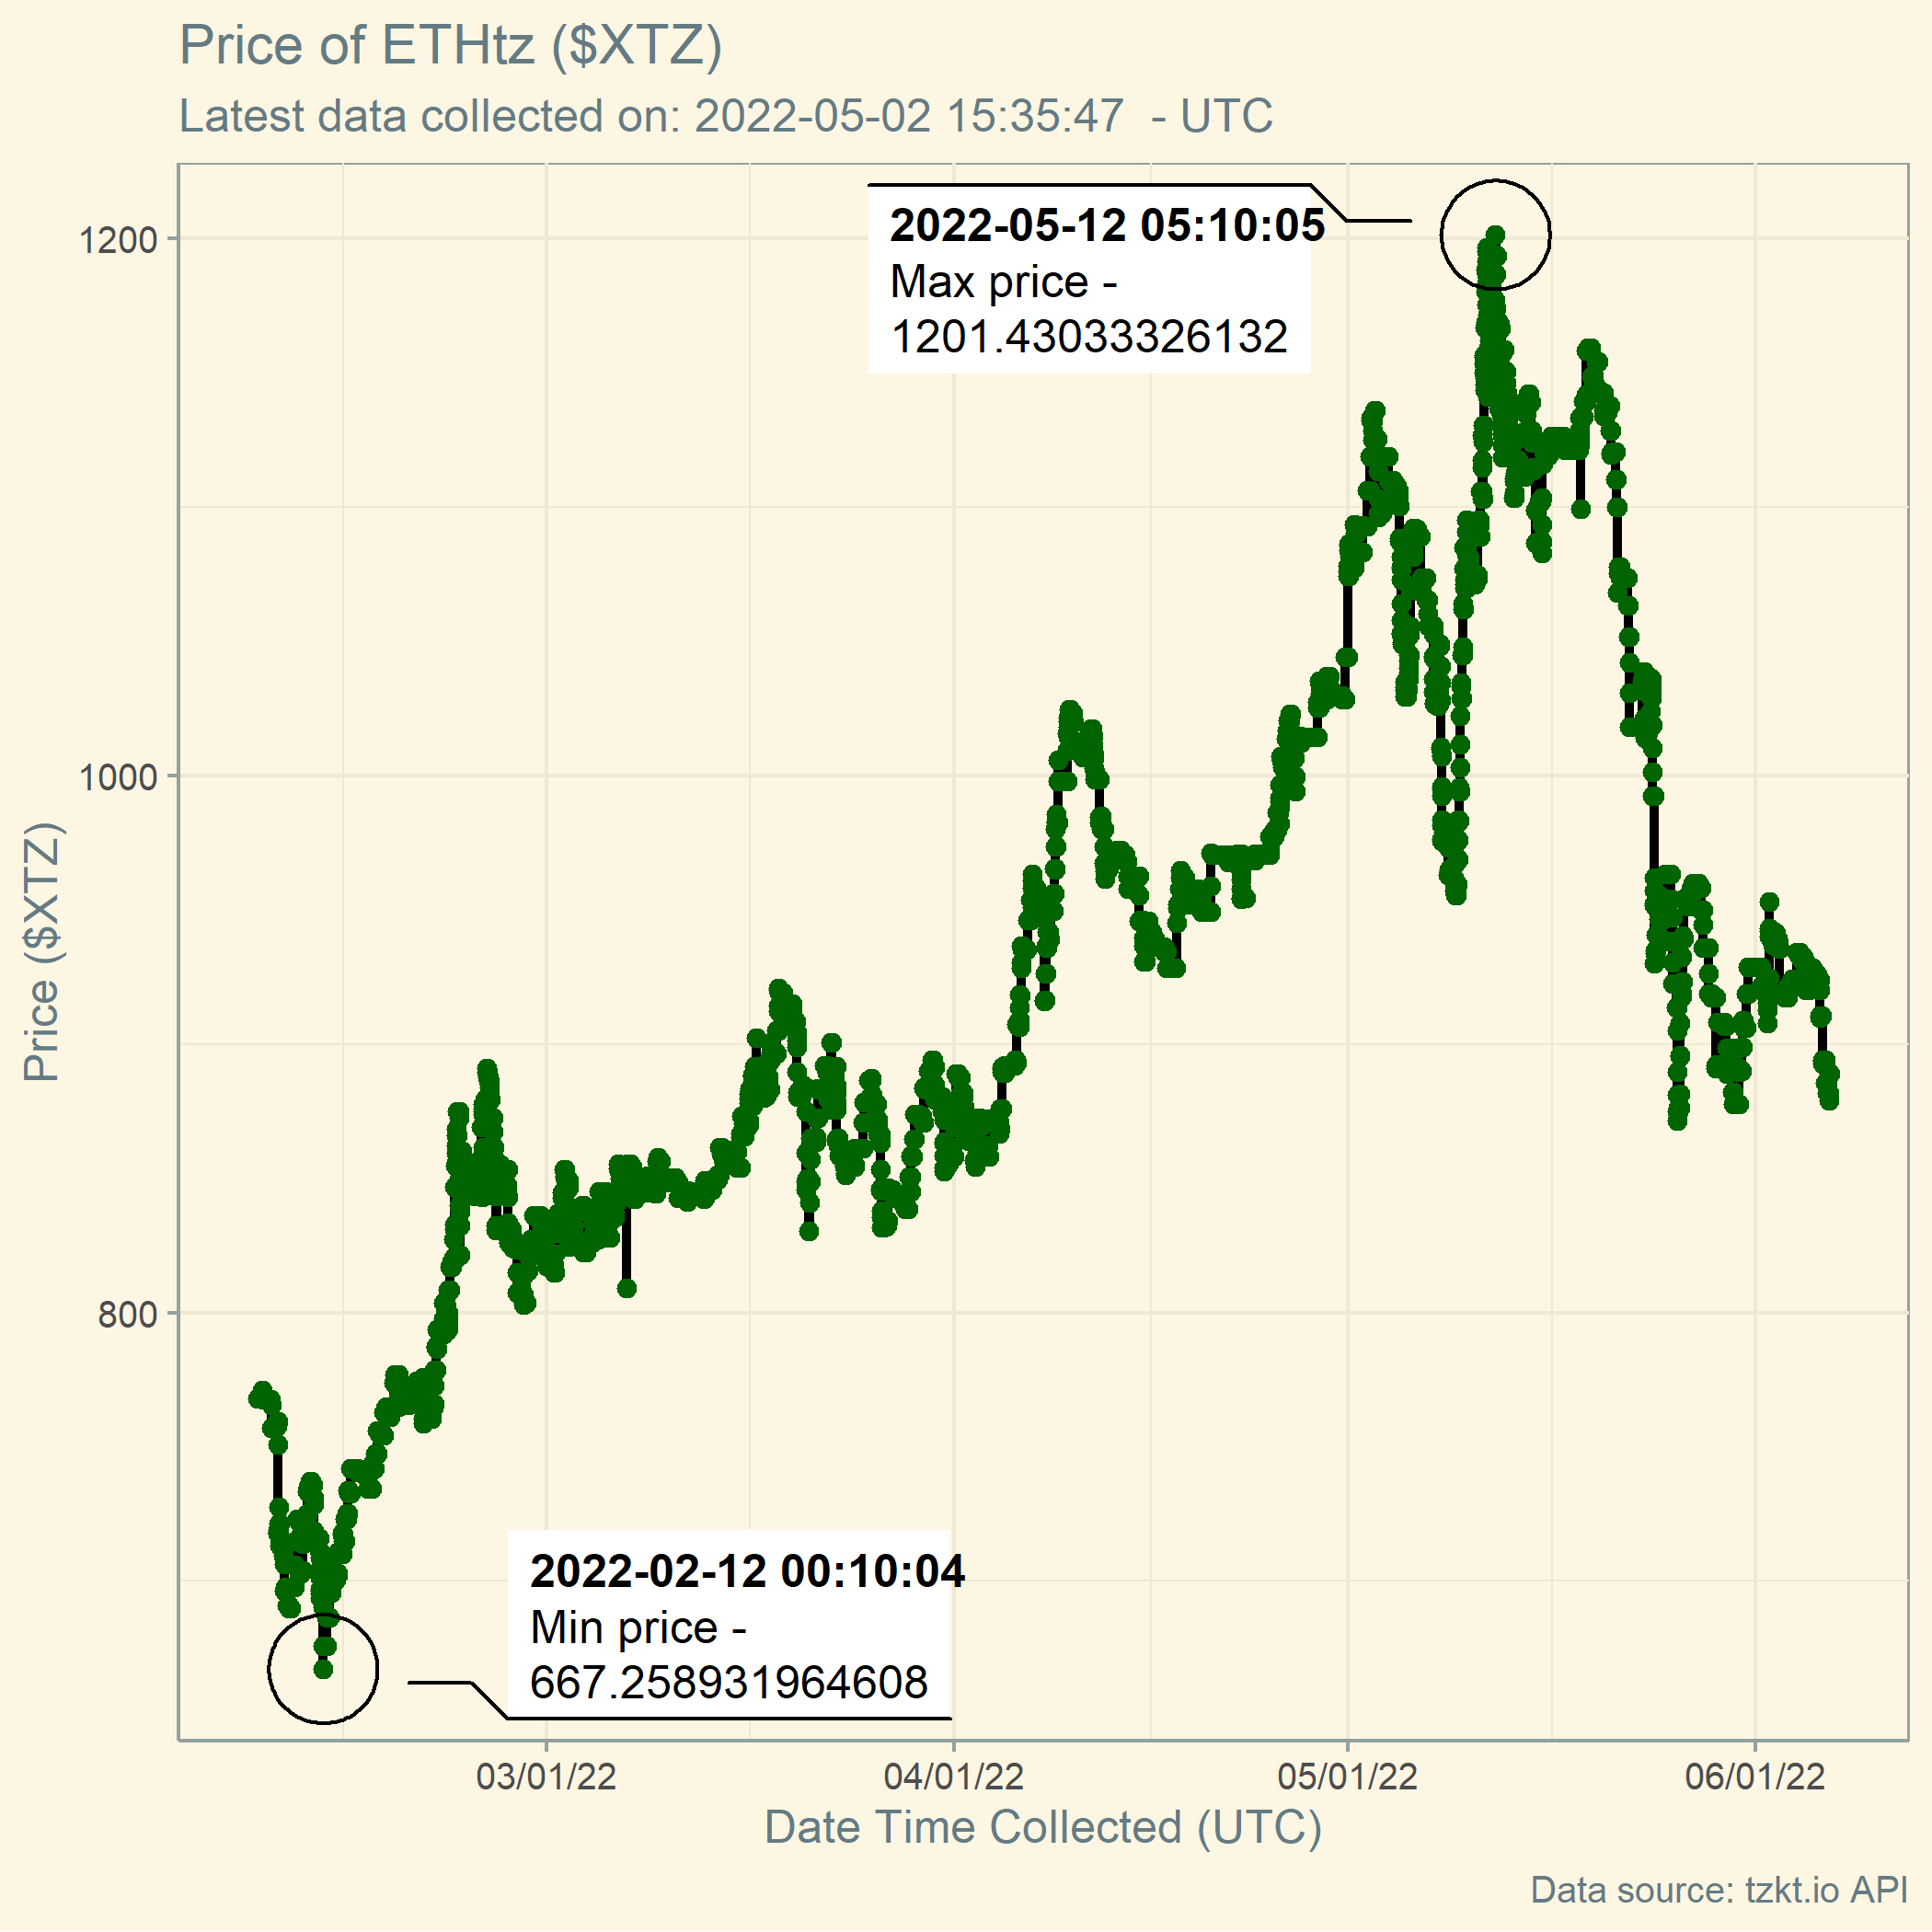 Price of ETHtz ($XTZ)
Latest data collected on: 2022-05-02 15:35:47  - UTC
2022-05-12 05:10:05
Max price -
1201.43033326132
1200
1000
800
Price ($XTZ)
2022-02-12 00:10:04
Min price -
667.258931964608
03/01/22
04/01/22
05/01/22
06/01/22
Date Time Collected (UTC)
Data source: tzkt.io API